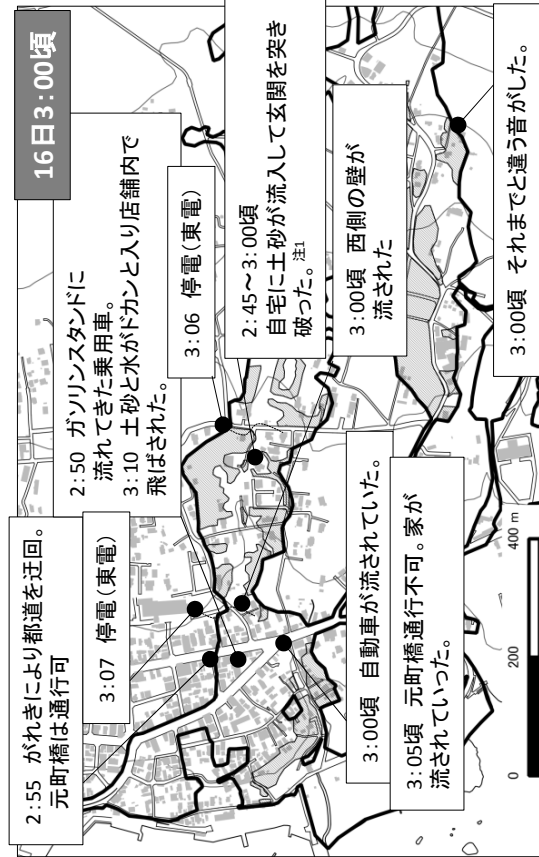 16日3:00頃
2:55 がれきにより都道を迂回。
元町橋は通行可
3:07 停電(東電)
2:50 ガソリンスタンドに
流れてきた乗用車。
3:10 土砂と水がドカンと入り店舗内で
飛ばされた。
3:06 停電(東電)
2:45~3:00頃
自宅に土砂が流入して玄関を突き
破った。注1
3:00頃 西側の壁が
流された
3:00頃 自動車が流されていた。
3:05頃 元町橋通行不可。家が
流されていった。
3:00頃 それまでと違う音がした。
0 200 400 m